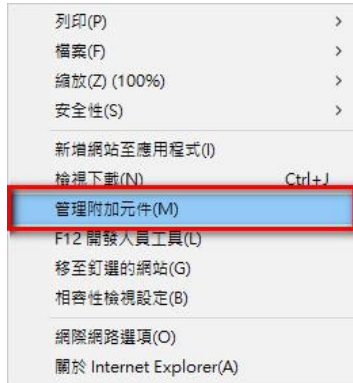 列印(P)
檔案(F)
縮放(Z) (100%)
安全性(S)
新增網站至應用程式(I)
檢視下載(N) Ctrl+J
管理附加元件(M)
F12 開發人員工具(L)
移至釘選的網站(G)
相容性檢視設定(B)
網際網路選項(O)
關於 Internet Explorer(A)